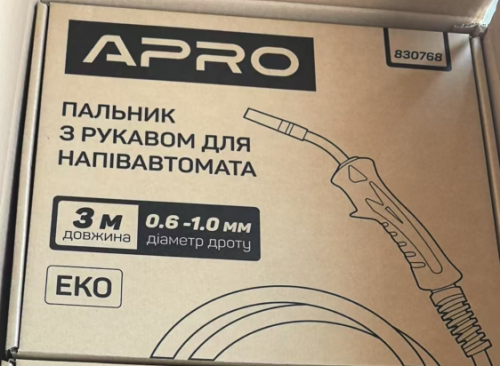 APRO
830768
ПАЛЬНИК
З РУКАВОМ ДЛЯ
НАПІВАВТОМАТА
3 м
довжина
0.6 -1.0 мм
діаметр дроту
ЕКО